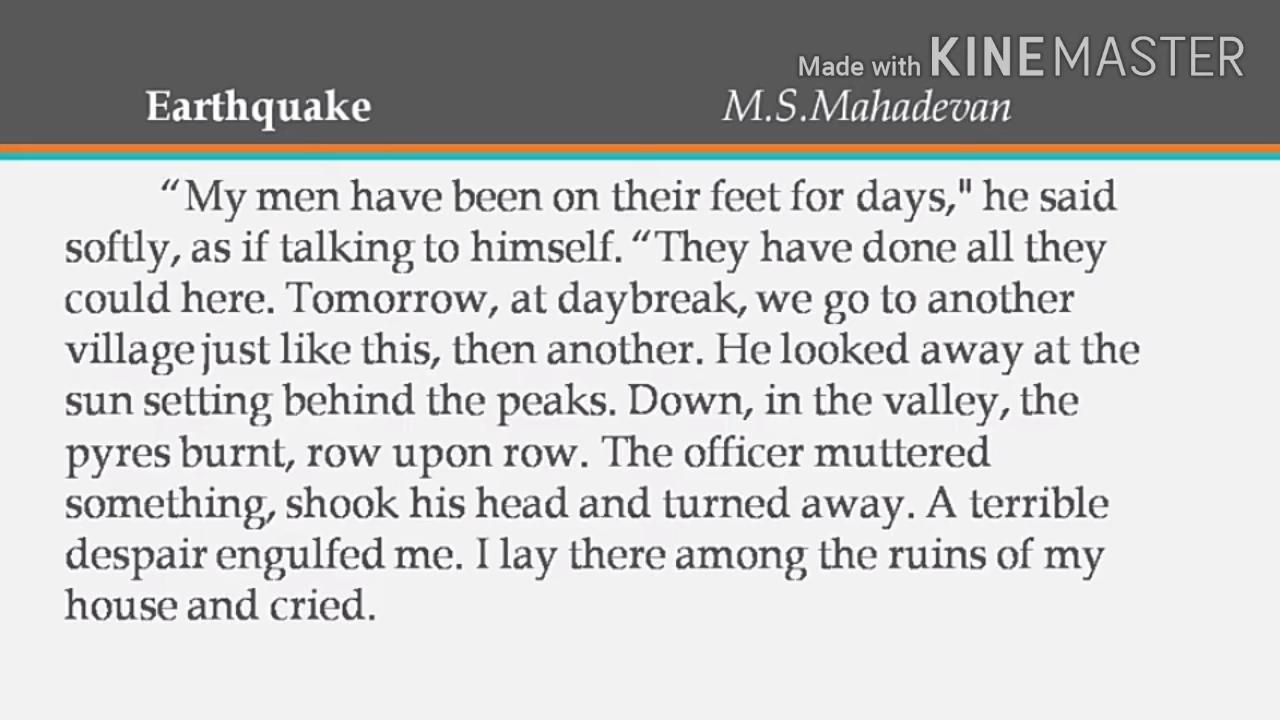 Made with KINEMASTER
Earthquake M.S.Mahadevan
“My men have been on their feet for days," he said
softly, as if talking to himself. “They have done all they
could here. Tomorrow, at daybreak, we go to another
village just like this, then another. He looked away at the
sun setting behind the peaks. Down, in the valley, the
pyres burnt, row upon row. The officer muttered
something, shook his head and turned away. A terrible
despair engulfed me. I lay there among the ruins of my
house and cried.